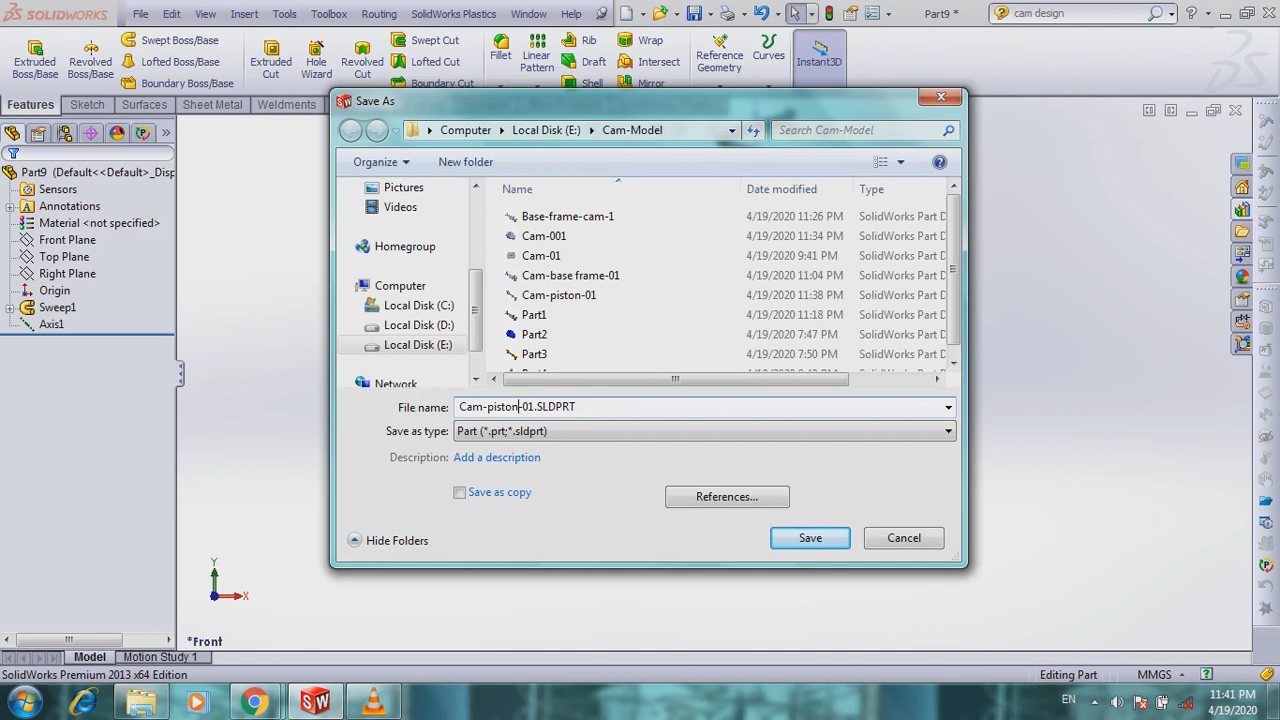 SOLIDWORKS
File
Edit
View
Insert
Tools
Toolbox
Routing
SolidWorks Plastics
Window
Help
Part9 *
cam design
Extruded Boss/Base
Revolved Boss/Base
Swept Boss/Base
Lofted Boss/Base
Boundary Boss/Base
Extruded Cut
Hole Wizard
Revolved Cut
Swept Cut
Lofted Cut
Boundary Cut
Fillet
Linear Pattern
Rib
Draft
Shell
Wrap
Intersect
Mirror
Reference Geometry
Curves
Instant3D
Features
Sketch
Surfaces
Sheet Metal
Weldments
Part9 (Default<<Default>_Disp
Sensors
Annotations
Material <not specified>
Front Plane
Top Plane
Right Plane
Origin
Sweep1
Axis1
Save As
Computer
Local Disk (E:)
Cam-Model
Search Cam-Model
Organize
New folder
Pictures
Videos
Homegroup
Computer
Local Disk (C:)
Local Disk (D:)
Local Disk (E:)
Network
Name
Date modified
Type
Base-frame-cam-1 4/19/2020 11:26 PM SolidWorks Part D
Cam-001 4/19/2020 11:34 PM SolidWorks Part D
Cam-01 4/19/2020 9:41 PM SolidWorks Part D
Cam-base frame-01 4/19/2020 11:04 PM SolidWorks Part D
Cam-piston-01 4/19/2020 11:38 PM SolidWorks Part D
Part1 4/19/2020 11:18 PM SolidWorks Part D
Part2 4/19/2020 7:47 PM SolidWorks Part D
Part3 4/19/2020 7:50 PM SolidWorks Part D
File name: Cam-piston-01.SLDPRT
Save as type: Part (*.prt;*.sldprt)
Description: Add a description
Save as copy
References...
Hide Folders
Save
Cancel
Y
X
*Front
Model
Motion Study 1
SolidWorks Premium 2013 x64 Edition
Editing Part
MMGS
EN
11:41 PM
4/19/2020